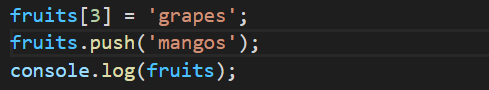 fruits[3] = 'grapes';
fruits.push('mangos');
console.log(fruits);